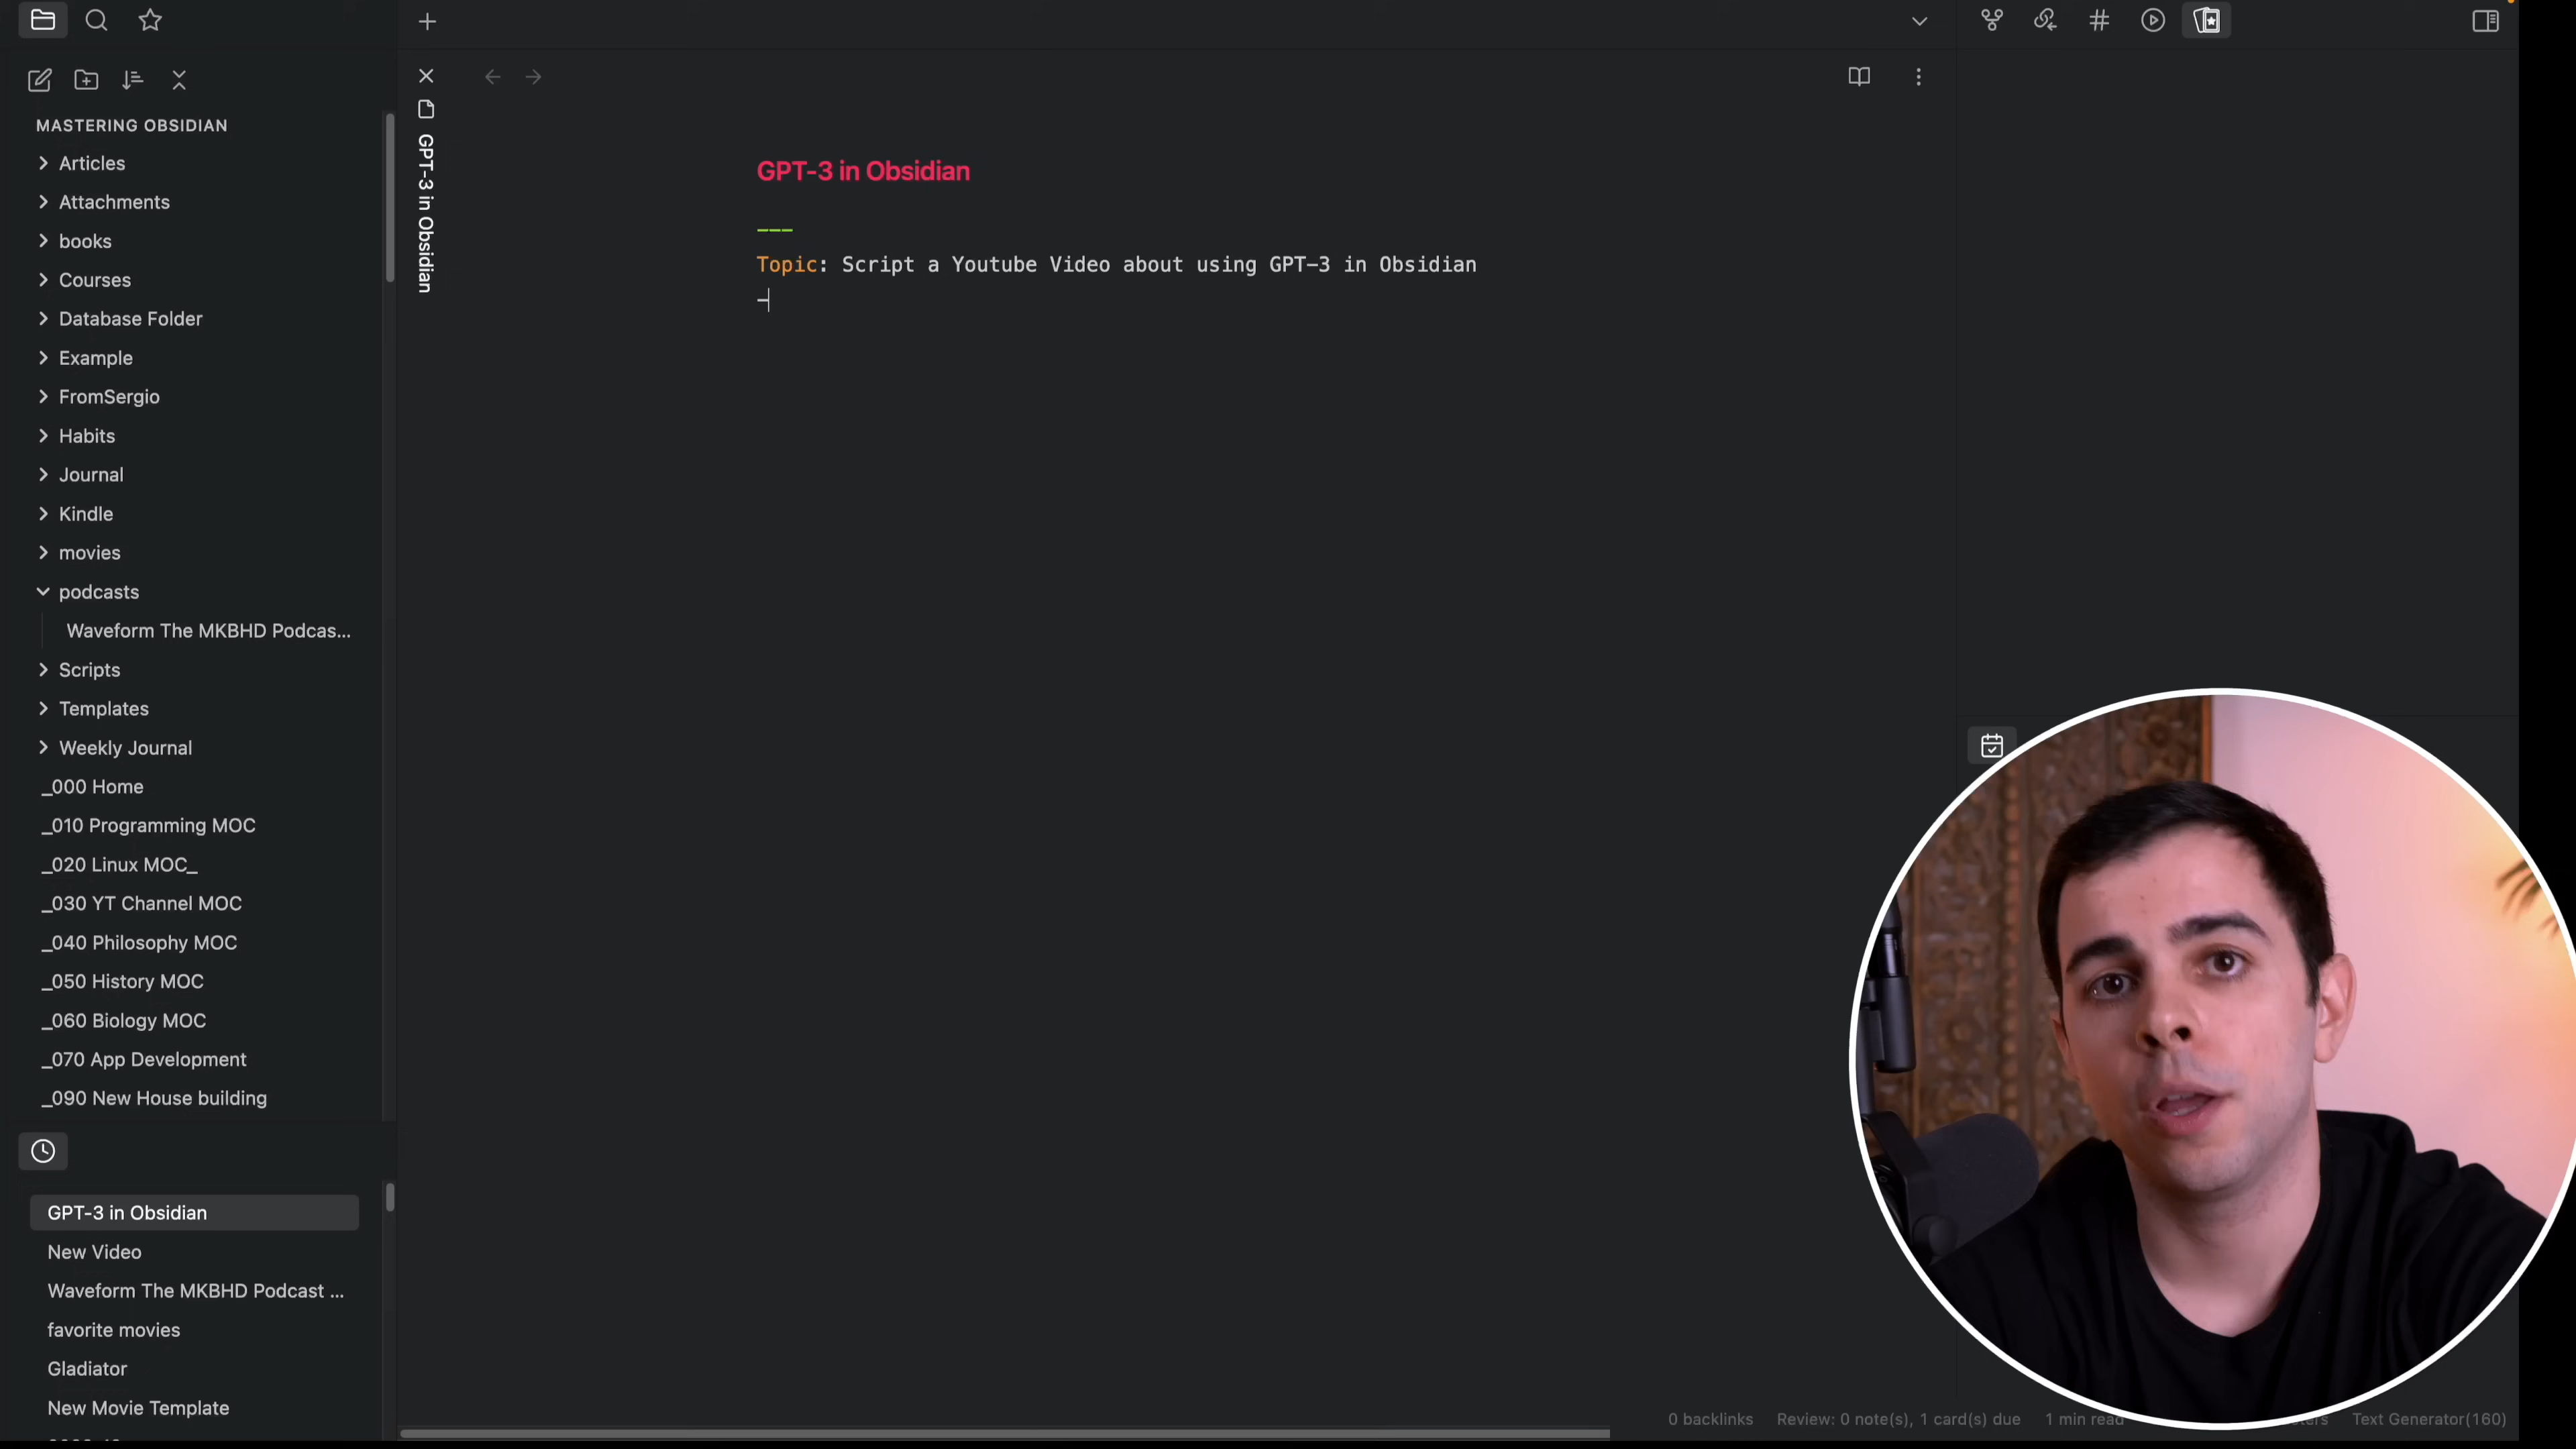 MASTERING OBSIDIAN
Articles
Attachments
books
Courses
Database Folder
Example
FromSergio
Habits
Journal
Kindle
movies
podcasts
Waveform The MKBHD Podcas...
Scripts
Templates
Weekly Journal
_000 Home
_010 Programming MOC
_020 Linux MOC_
_030 YT Channel MOC
_040 Philosophy MOC
_050 History MOC
_060 Biology MOC
_070 App Development
_090 New House building
GPT-3 in Obsidian
New Video
Waveform The MKBHD Podcast ...
favorite movies
Gladiator
New Movie Template
GPT-3 in Obsidian
GPT-3 in Obsidian
---
Topic: Script a Youtube Video about using GPT-3 in Obsidian
-
0 backlinks
Review: 0 note(s), 1 card(s) due
1 min read
Text Generator(160)